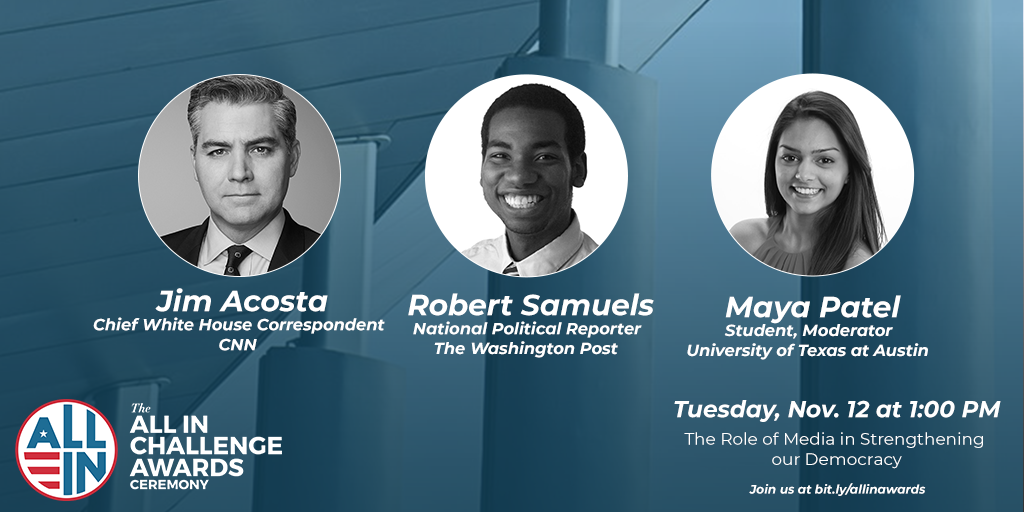 Jim Acosta
Chief White House Correspondent
CNN
Robert Samuels
National Political Reporter
The Washington Post
Maya Patel
Student, Moderator
University of Texas at Austin
ALL
IN
The
ALL IN
CHALLENGE
AWARDS
CEREMONY
Tuesday, Nov. 12 at 1:00 PM
The Role of Media in Strengthening
our Democracy
Join us at bit.ly/allinawards